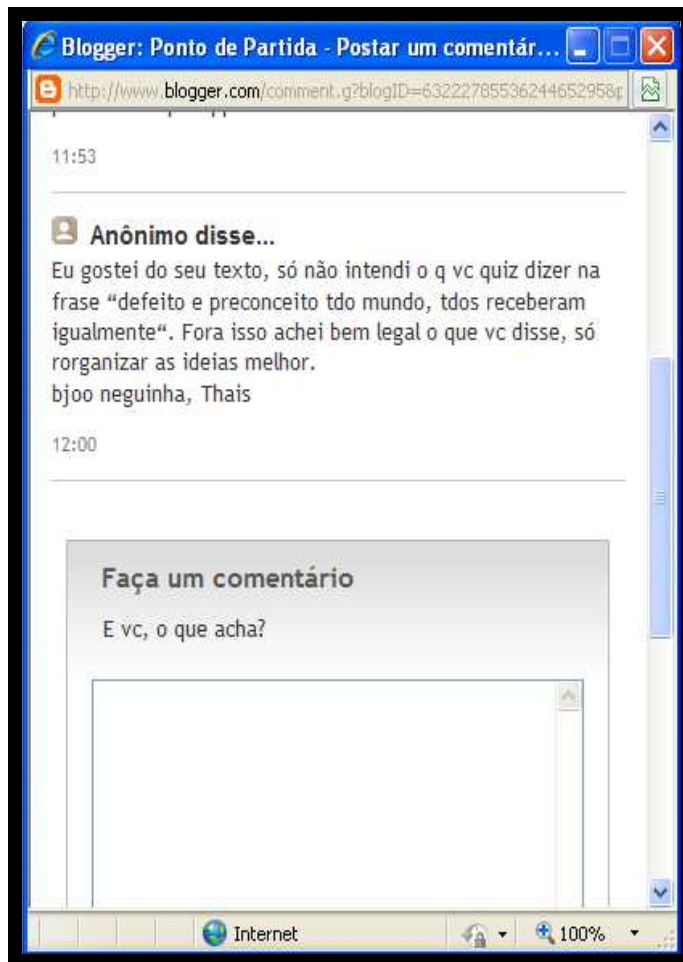 Blogger: Ponto de Partida - Postar um comentár...
http://www.blogger.com/comment.g?blogID=63222785536244652958p
11:53
Anônimo disse...
Eu gostei do seu texto, só não intendi o q vc quiz dizer na
frase “defeito e preconceito tdo mundo, tdos receberam
igualmente“. Fora isso achei bem legal o que vc disse, só
rorganizar as ideias melhor.
bjoo neguinha, Thais
12:00
Faça um comentário
E vc, o que acha?
Internet
100%